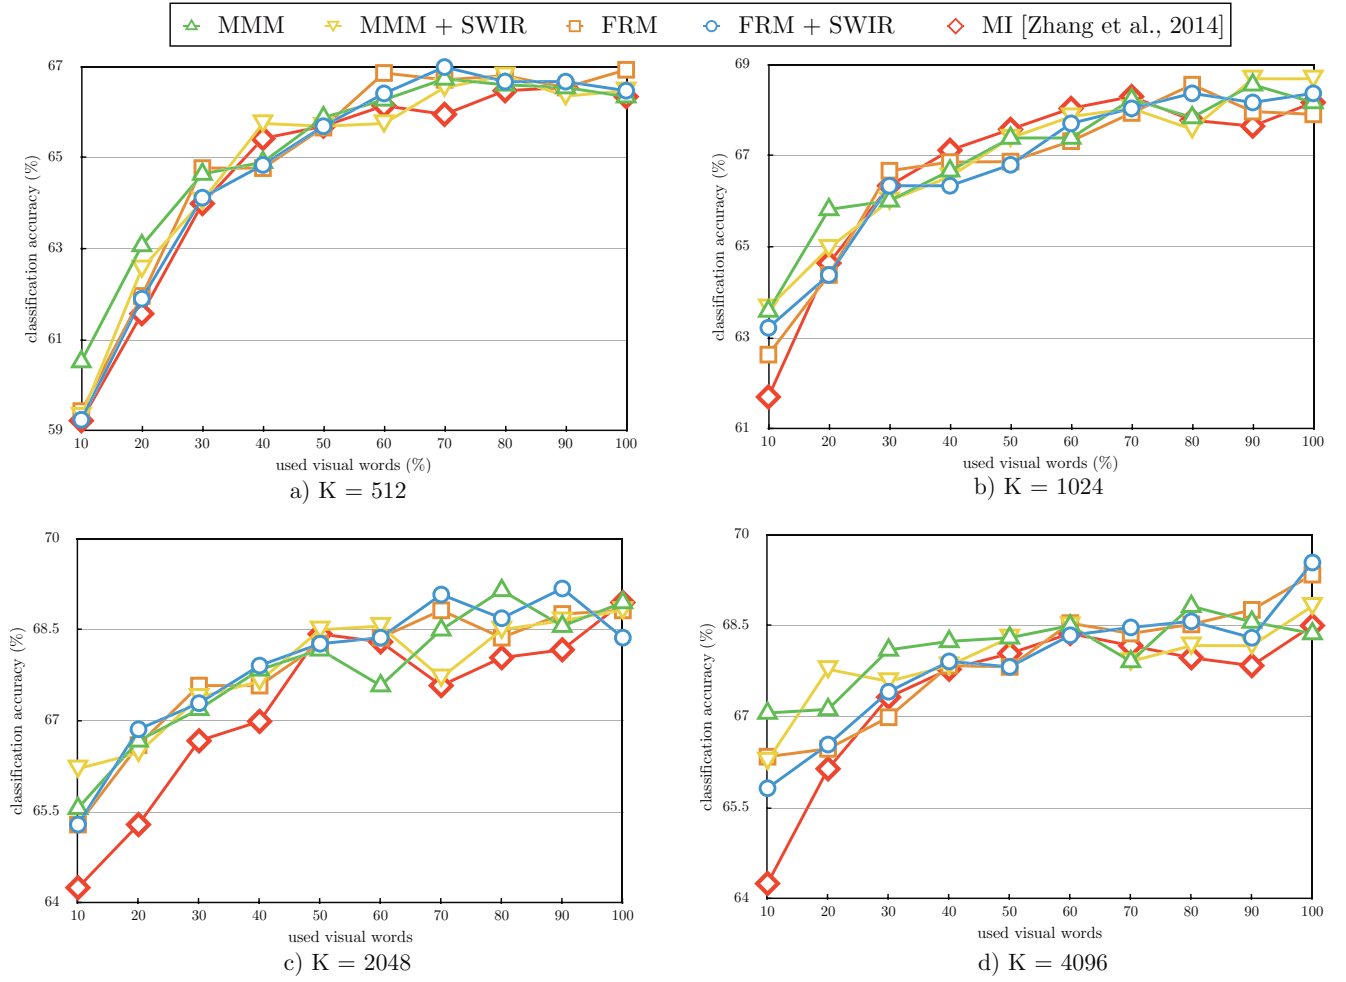 MMM MMM + SWIR FRM FRM + SWIR MI [Zhang et al., 2014]
67
65
63
61
59
classification accuracy (%)
10 20 30 40 50 60 70 80 90 100
used visual words (%)
a) K = 512
69
67
65
63
61
classification accuracy (%)
10 20 30 40 50 60 70 80 90 100
used visual words (%)
b) K = 1024
70
68.5
67
65.5
64
classification accuracy (%)
10 20 30 40 50 60 70 80 90 100
used visual words
c) K = 2048
70
68.5
67
65.5
64
classification accuracy (%)
10 20 30 40 50 60 70 80 90 100
used visual words
d) K = 4096